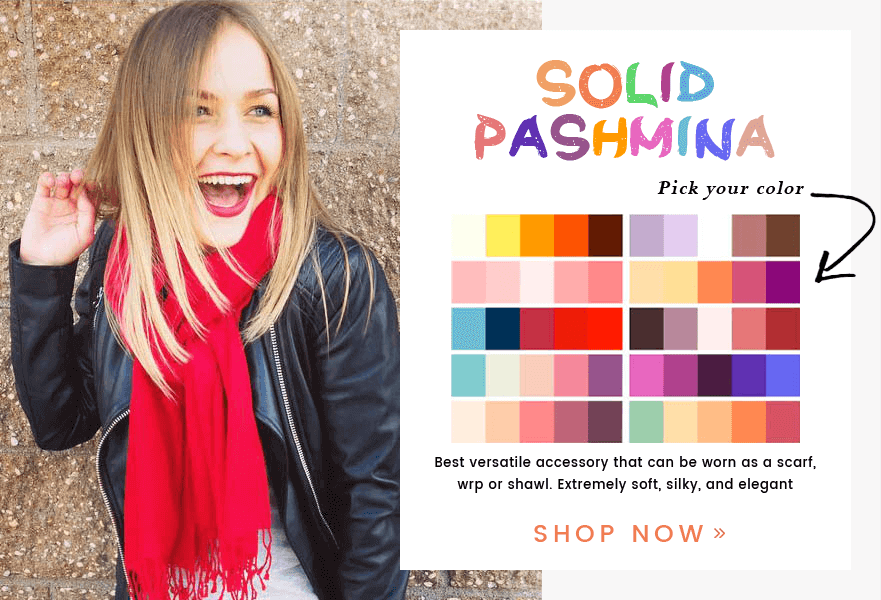 SOLID
PASHMINA
Pick your color
Best versatile accessory that can be worn as a scarf,
wrp or shawl. Extremely soft, silky, and elegant
SHOP NOW »